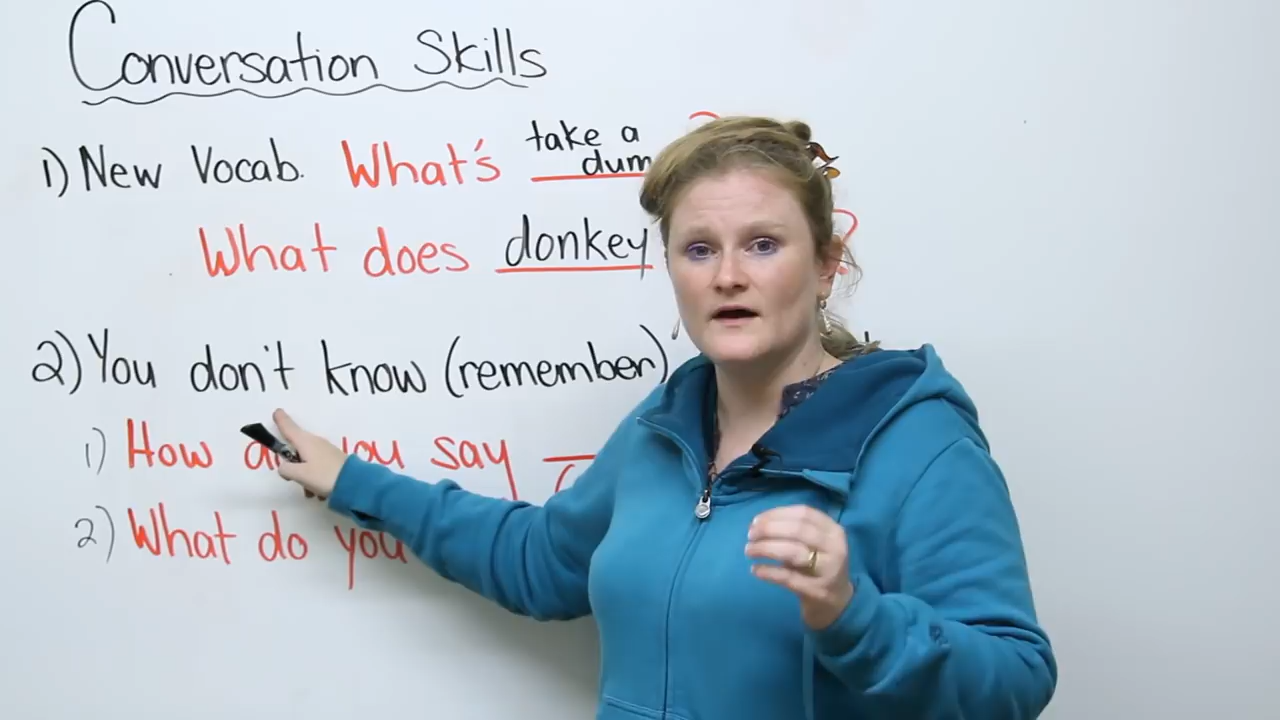 Conversation Skills
1) New Vocab. What's take a ?
What does donkey ?
2) You don't know (remember)
1) How you say
2) What do you